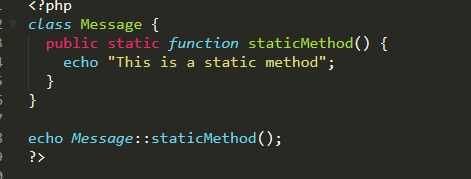 <?php
class Message {
public static function staticMethod() {
echo "This is a static method";
}
}
echo Message::staticMethod();
?>